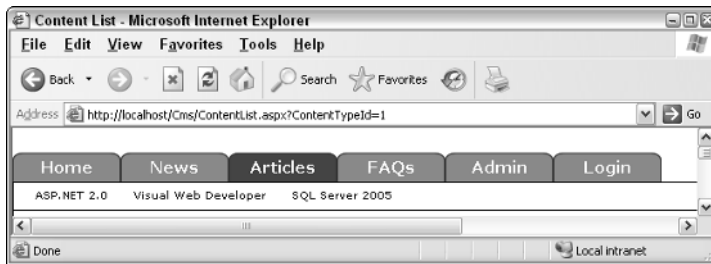 Content List - Microsoft Internet Explorer
File Edit View Favorites Tools Help
Back Search Favorites
Address http://localhost/Cms/ContentList.aspx?ContentTypeId=1 Go
Home News Articles FAQs Admin Login
ASP.NET 2.0 Visual Web Developer SQL Server 2005
Done Local intranet